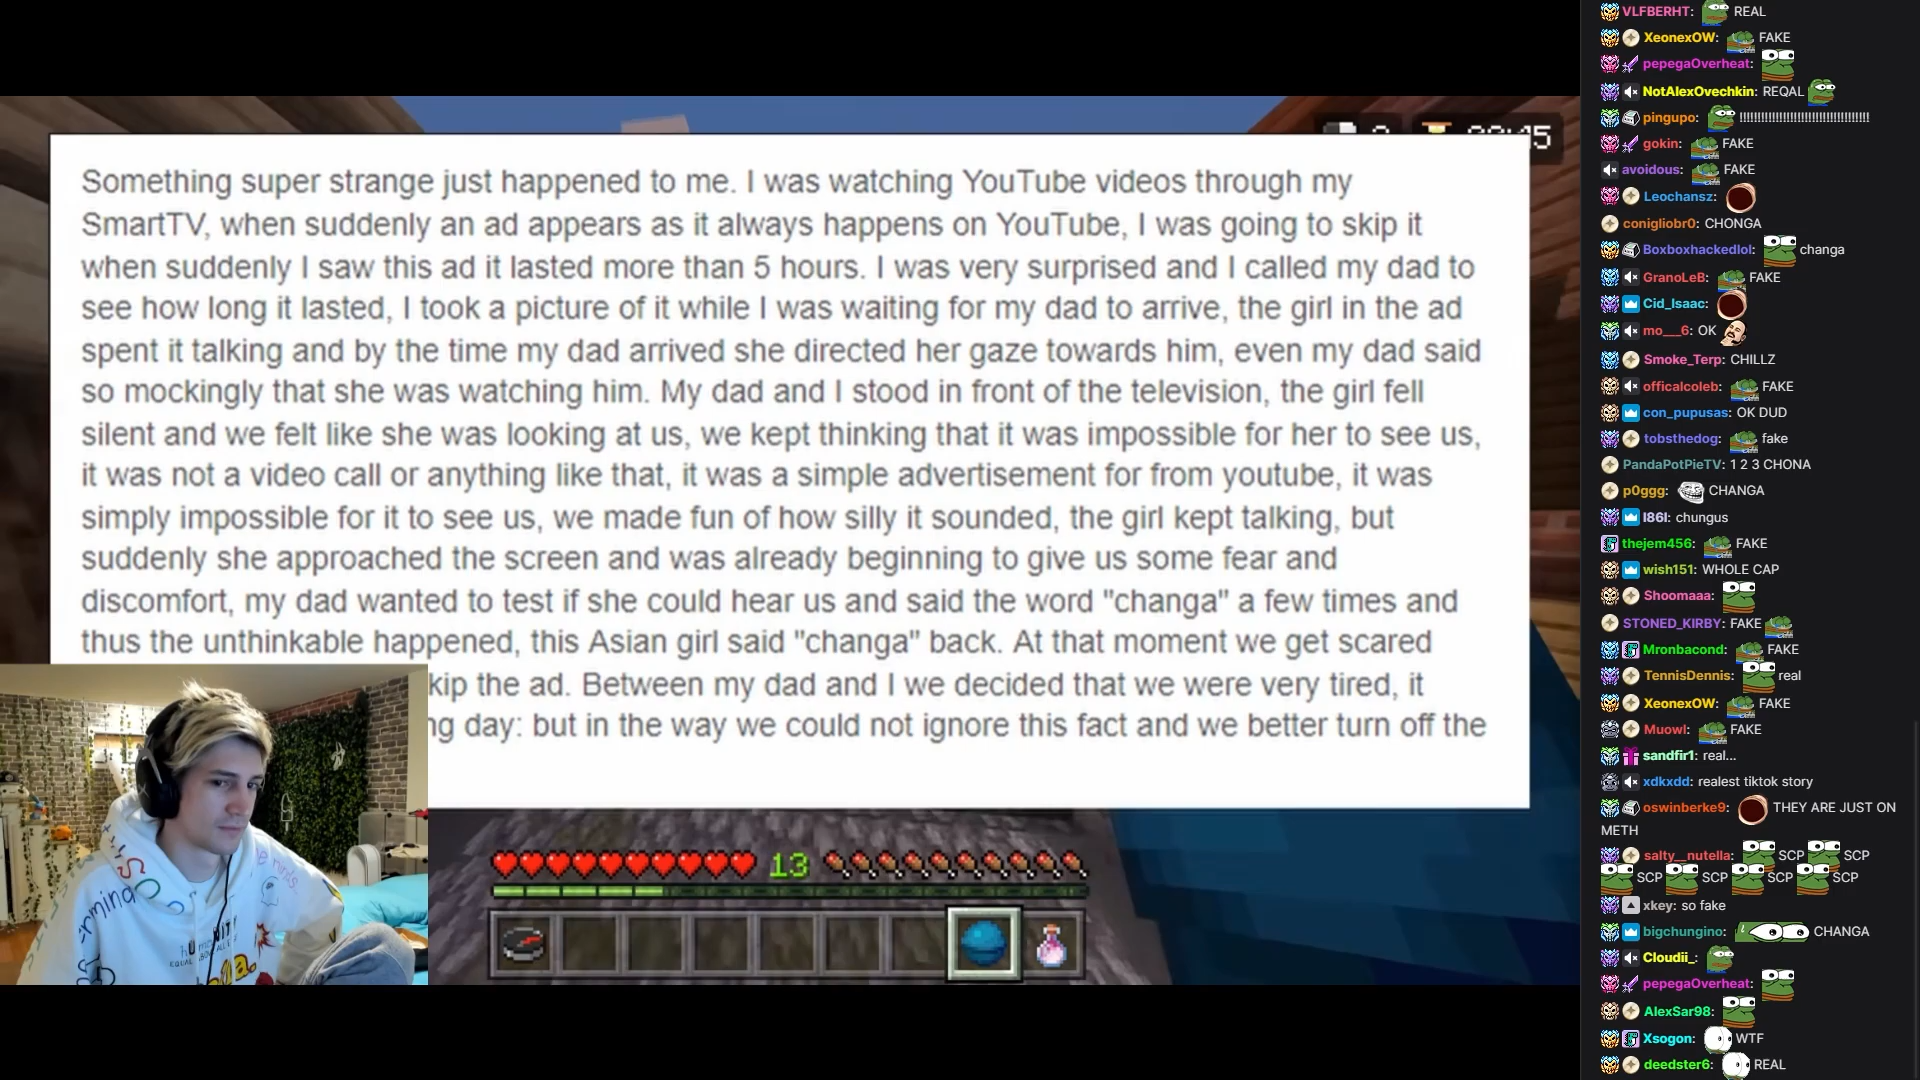 Something super strange just happened to me. I was watching YouTube videos through my
SmartTV, when suddenly an ad appears as it always happens on YouTube, I was going to skip it
when suddenly I saw this ad it lasted more than 5 hours. I was very surprised and I called my dad to
see how long it lasted, I took a picture of it while I was waiting for my dad to arrive, the girl in the ad
spent it talking and by the time my dad arrived she directed her gaze towards him, even my dad said
so mockingly that she was watching him. My dad and I stood in front of the television, the girl fell
silent and we felt like she was looking at us, we kept thinking that it was impossible for her to see us,
it was not a video call or anything like that, it was a simple advertisement for from youtube, it was
simply impossible for it to see us, we made fun of how silly it sounded, the girl kept talking, but
suddenly she approached the screen and was already beginning to give us some fear and
discomfort, my dad wanted to test if she could hear us and said the word "changa" a few times and
thus the unthinkable happened, this Asian girl said "changa" back. At that moment we get scared
kip the ad. Between my dad and I we decided that we were very tired, it
ng day: but in the way we could not ignore this fact and we better turn off the
13
VLFBERHT: REAL
XeonexOW: FAKE
pepegaOverheat:
NotAlexOvechkin: REQAL
pingupo: !!!!!!!!!!!!!!!!!!!!!!!!!!!!!!!!!!!!
gokin: FAKE
avoidous: FAKE
Leochansz:
conigliobr0: CHONGA
Boxboxhackedlol: changa
GranoLeB: FAKE
Cid_Isaac:
mo___6: OK
Smoke_Terp: CHILLZ
officalcoleb: FAKE
con_pupusas: OK DUD
tobsthedog: fake
PandaPotPieTV: 1 2 3 CHONA
p0ggg: CHANGA
I86I: chungus
thejem456: FAKE
wish151: WHOLE CAP
Shoomaaa:
STONED_KIRBY: FAKE
Mronbacond: FAKE
TennisDennis: real
XeonexOW: FAKE
Muowl: FAKE
sandfir1: real...
xdkxdd: realest tiktok story
oswinberke9: THEY ARE JUST ON
METH
salty__nutella: SCP SCP
SCP SCP SCP SCP
xkey: so fake
bigchungino: CHANGA
Cloudii_:
pepegaOverheat:
AlexSar98:
Xsogon: WTF
deedster6: REAL